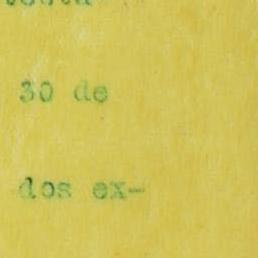 30 de
dos ex-